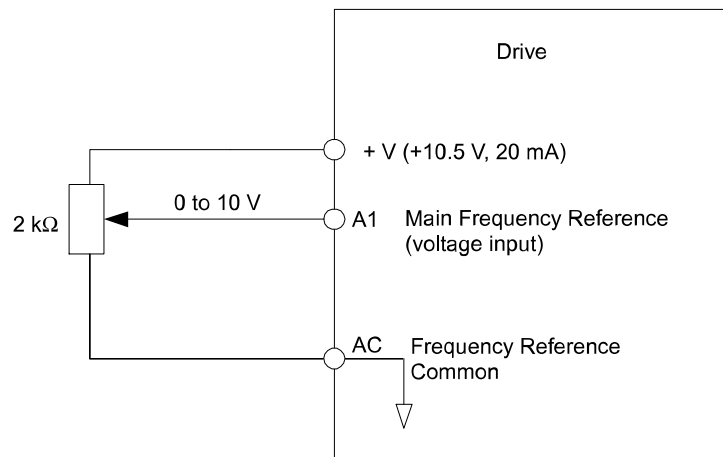 Drive
+ V (+10.5 V, 20 mA)
0 to 10 V
2 kΩ
A1 Main Frequency Reference
(voltage input)
AC Frequency Reference
Common